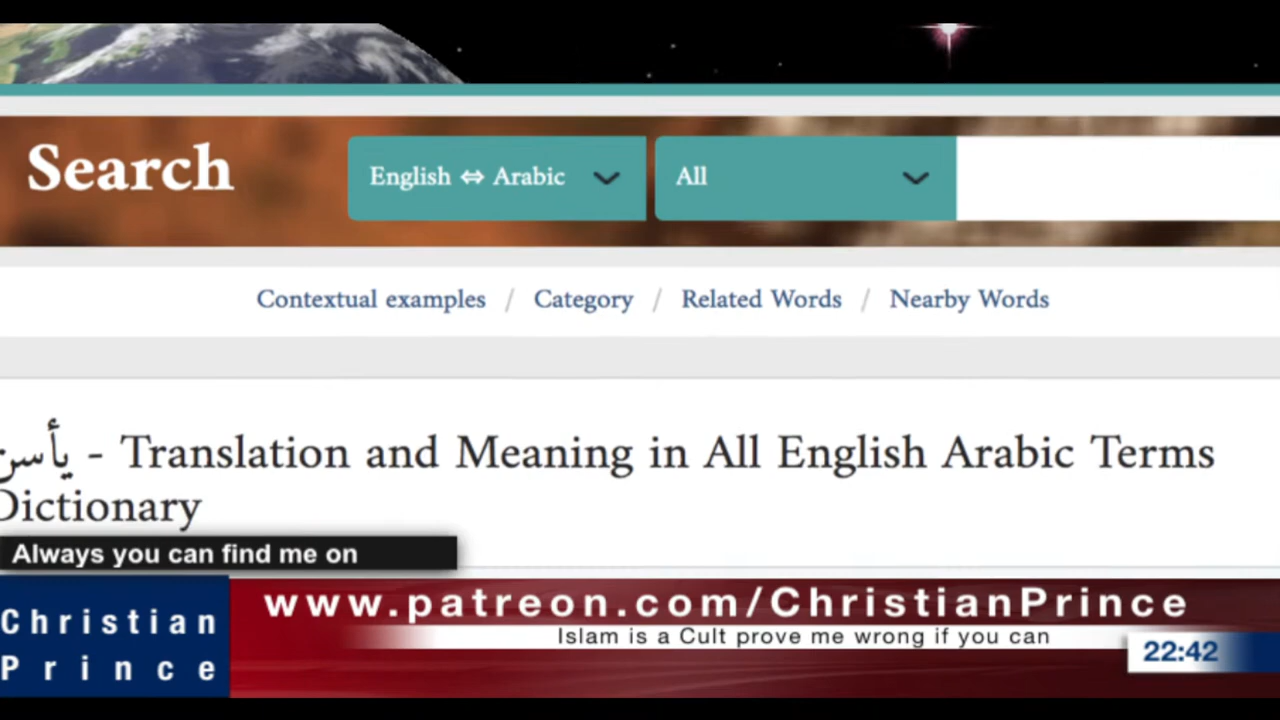 Search
English ⇔ Arabic
All
Contextual examples / Category / Related Words / Nearby Words
يأسن - Translation and Meaning in All English Arabic Terms
Dictionary
Always you can find me on
Christian
Prince
www.patreon.com/ChristianPrince
Islam is a Cult prove me wrong if you can
22:42